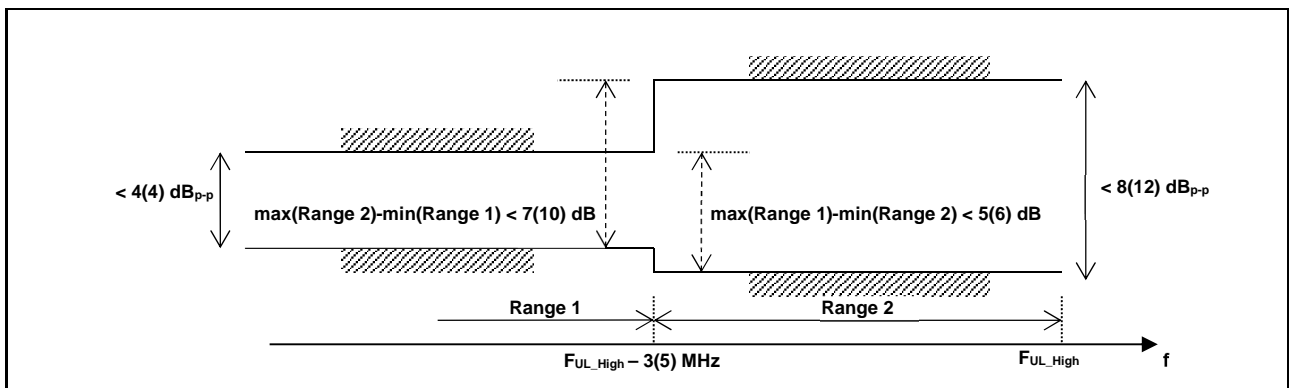 < 4(4) dBp-p
max(Range 2)-min(Range 1) < 7(10) dB
max(Range 1)-min(Range 2) < 5(6) dB
< 8(12) dBp-p
Range 1
Range 2
FUL_High – 3(5) MHz
FUL_High
f